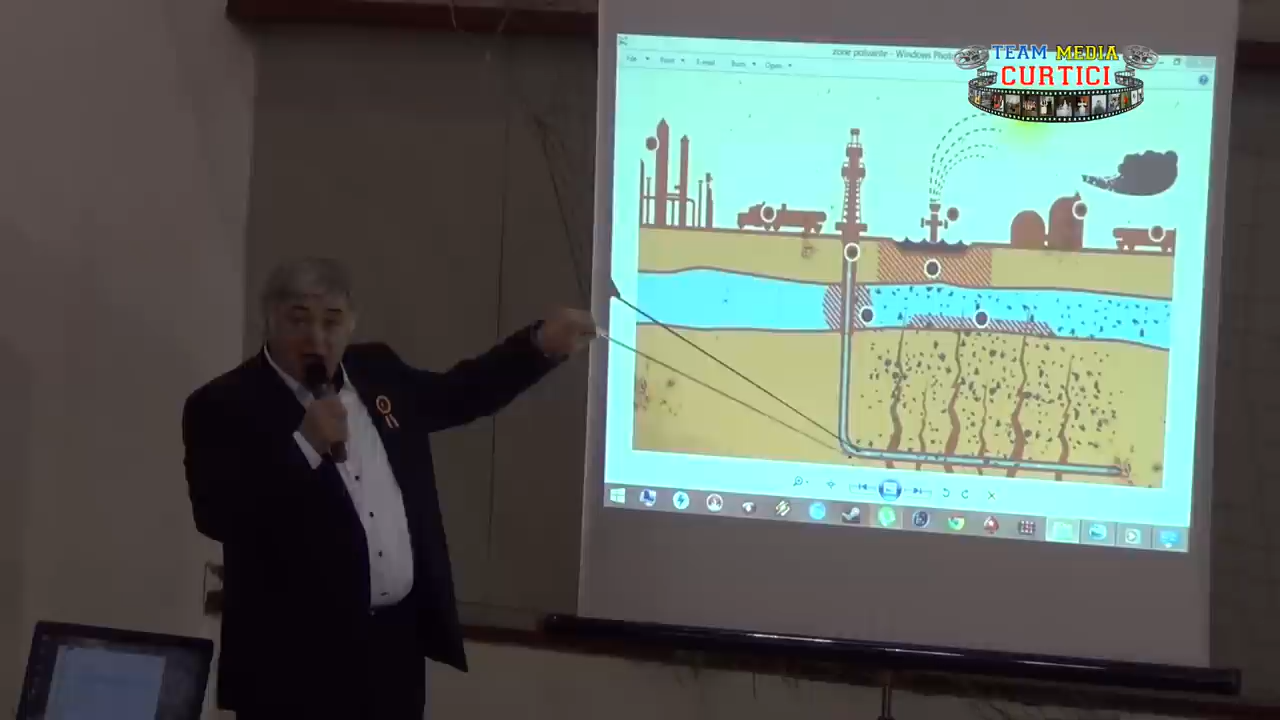 zone poluante - Windows Photo
TEAM MEDIA
CURTICI
File Print E-mail Burn Open